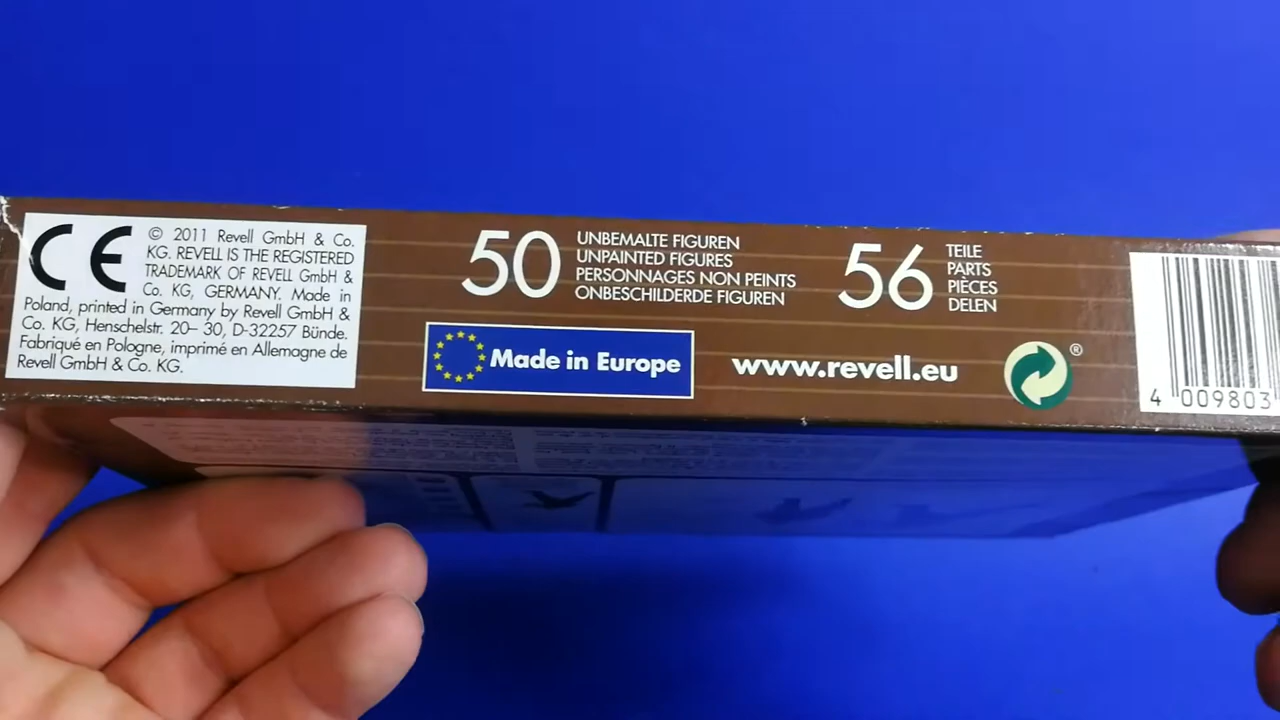 CE
© 2011 Revell GmbH & Co.
KG. REVELL IS THE REGISTERED
TRADEMARK OF REVELL GmbH &
Co. KG, GERMANY. Made in
Poland, printed in Germany by Revell GmbH &
Co. KG, Henschelstr. 20– 30, D-32257 Bünde.
Fabriqué en Pologne, imprimé en Allemagne de
Revell GmbH & Co. KG.
50
UNBEMALTE FIGUREN
UNPAINTED FIGURES
PERSONNAGES NON PEINTS
ONBESCHILDERDE FIGUREN
56
TEILE
PARTS
PIÈCES
DELEN
Made in Europe
www.revell.eu
®
4 009803